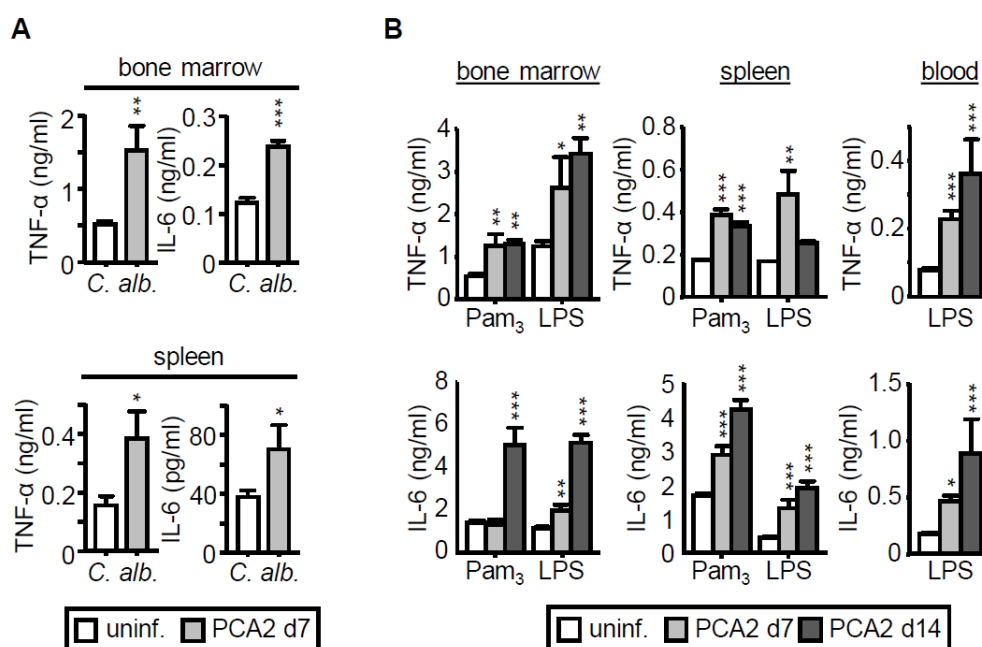 A
bone marrow
TNF-α (ng/ml)
2
1.5
1
0.5
0
**
C. alb.
IL-6 (ng/ml)
0.3
0.2
0.1
0
***
C. alb.
spleen
TNF-α (ng/ml)
0.4
0.2
0
*
C. alb.
IL-6 (pg/ml)
80
40
0
*
C. alb.
uninf. PCA2 d7
B
bone marrow
spleen
blood
TNF-α (ng/ml)
4
3
2
1
0
** ** * **
Pam₃ LPS
TNF-α (ng/ml)
0.8
0.6
0.4
0.2
0
*** *** **
Pam₃ LPS
TNF-α (ng/ml)
0.4
0.2
0
*** ***
LPS
IL-6 (ng/ml)
8
6
4
2
0
*** ** ***
Pam₃ LPS
IL-6 (ng/ml)
5
4
3
2
1
0
*** *** *** ***
Pam₃ LPS
IL-6 (ng/ml)
1.5
1.0
0.5
0
* ***
LPS
uninf. PCA2 d7 PCA2 d14